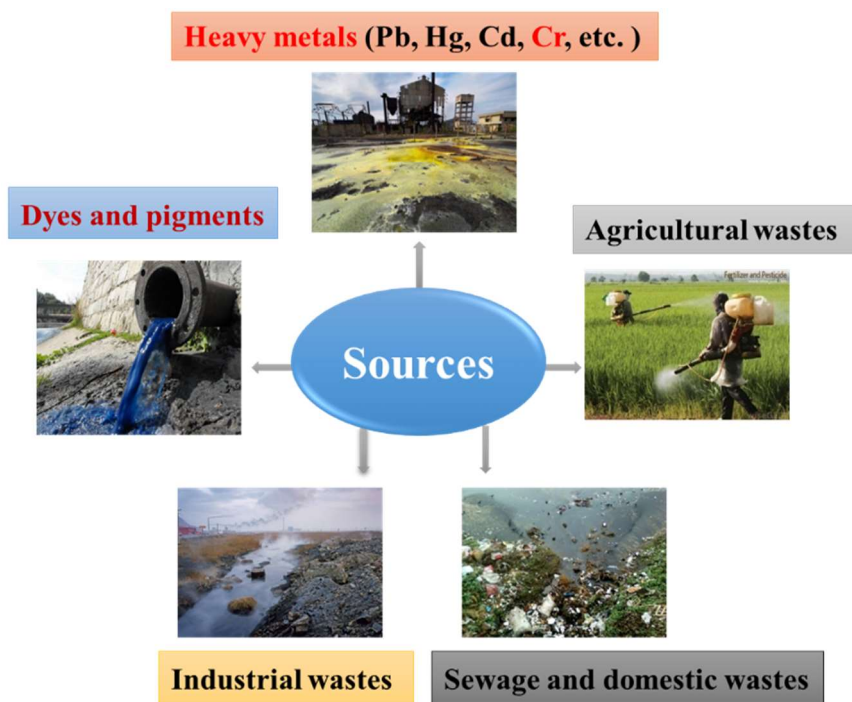 Heavy metals (Pb, Hg, Cd, Cr, etc. )
Dyes and pigments
Agricultural wastes
Fertilizer and Pesticide
Sources
Industrial wastes
Sewage and domestic wastes